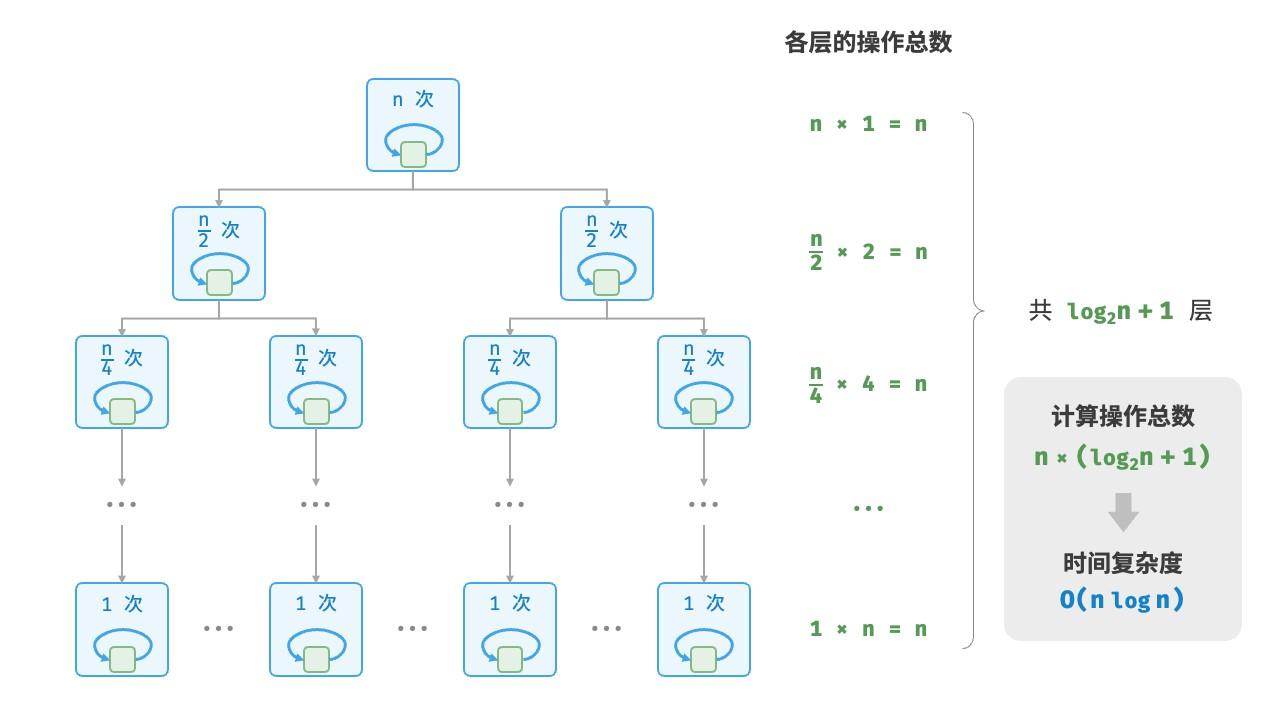 各层的操作总数
n 次
n × 1 = n
n/2 次 n/2 次
n/2 × 2 = n
共 log₂n + 1 层
n/4 次 n/4 次 n/4 次 n/4 次
n/4 × 4 = n
计算操作总数
n × (log₂n + 1)
••• ••• ••• •••
•••
时间复杂度
O(n log n)
1 次 ••• 1 次 ••• 1 次 ••• 1 次
1 × n = n